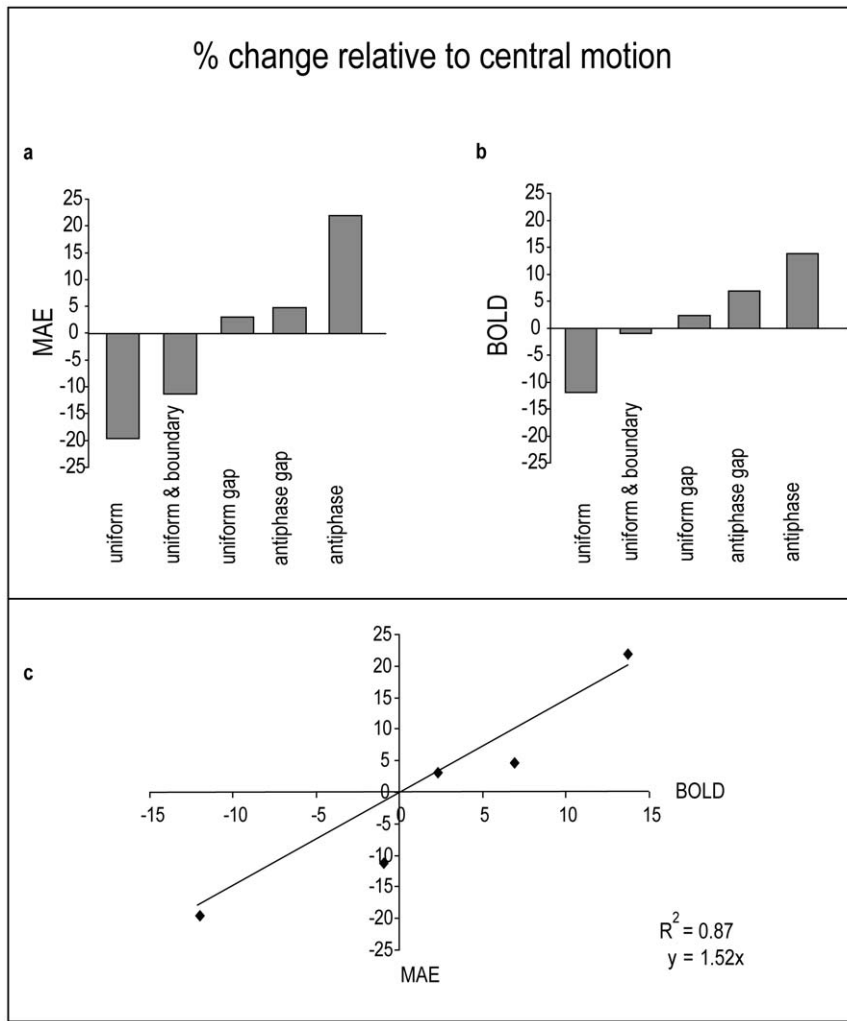 % change relative to central motion
a
MAE
25
20
15
10
5
0
-5
-10
-15
-20
-25
uniform
uniform & boundary
uniform gap
antiphase gap
antiphase
b
BOLD
25
20
15
10
5
0
-5
-10
-15
-20
-25
uniform
uniform & boundary
uniform gap
antiphase gap
antiphase
c
25
20
15
10
5
0
-5
-10
-15
-20
-25
-15
-10
-5
0
5
10
15
BOLD
MAE
R² = 0.87
y = 1.52x